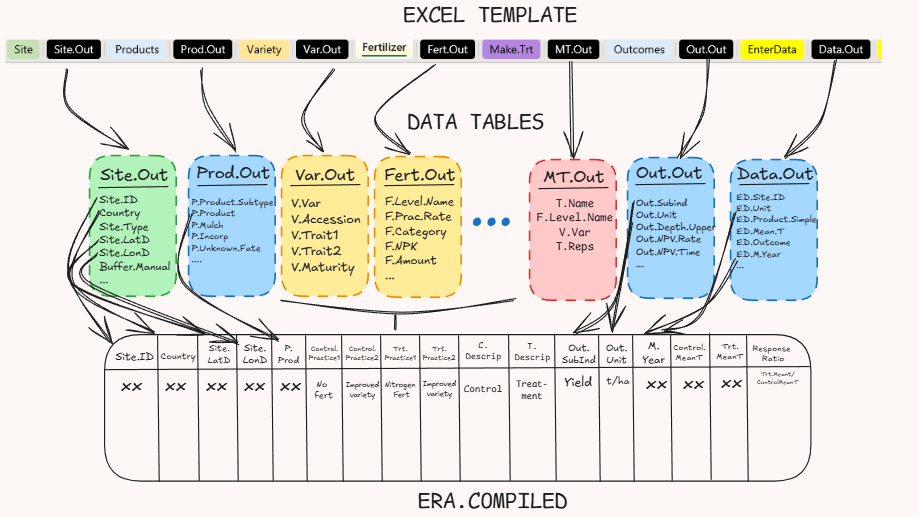 EXCEL TEMPLATE
Site Site.Out Products Prod.Out Variety Var.Out Fertilizer Fert.Out Make.Trt MT.Out Outcomes Out.Out EnterData Data.Out
DATA TABLES
Site.Out
Site.ID
Country
Site.Type
Site.LatD
Site.LonD
Buffer.Manual
...
Prod.Out
P.Product.Subtype
P.Product
P.Mulch
P.Incorp
P.Unknown.Fate
....
Var.Out
V.Var
V.Accession
V.Trait1
V.Trait2
V.Maturity
Fert.Out
F.Level.Name
F.Prac.Rate
F.Category
F.NPK
F.Amount
...
...
MT.Out
T.Name
F.Level.Name
V.Var
T.Reps
Out.Out
Out.Subind
Out.Unit
Out.Depth.Upper
Out.NPV.Rate
Out.NPV.Time
...
Data.Out
ED.Site.ID
ED.Unit
ED.Product.Simple
ED.Mean.T
ED.Outcome
ED.M.Year
...
Site.ID
Country
Site.
LatD
Site.
LonD
P.
Prod
Control.
Practice1
Control.
Practice2
Trt.
Practice1
Trt.
Practice2
C.
Descrip
T.
Descrip
Out.
SubInd
Out.
Unit
M.
Year
Control.
MeanT
Trt.
MeanT
Response
Ratio
XX
XX
XX
XX
XX
No
fert
Improved
variety
Nitrogen
Fert
Improved
variety
Control
Treat-
ment
Yield
t/ha
XX
XX
XX
Trt.Meant/
ControlMeanT
ERA.COMPILED